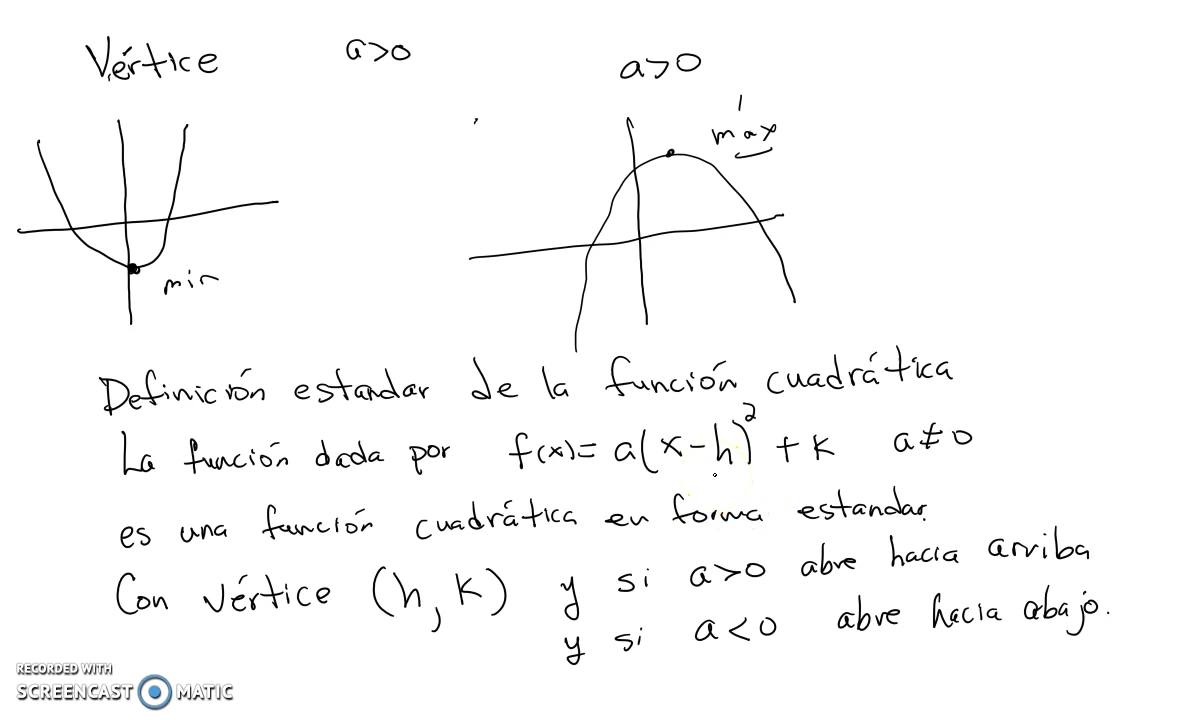 Vértice a>0 a>0
max
min
Definición estandar de la función cuadrática
La función dada por f(x)= a(x-h)² + k a≠0
es una función cuadrática en forma estandar.
Con vértice (h, k) y si a>0 abre hacia arriba
y si a<0 abre hacia abajo.
RECORDED WITH
SCREENCAST MATIC